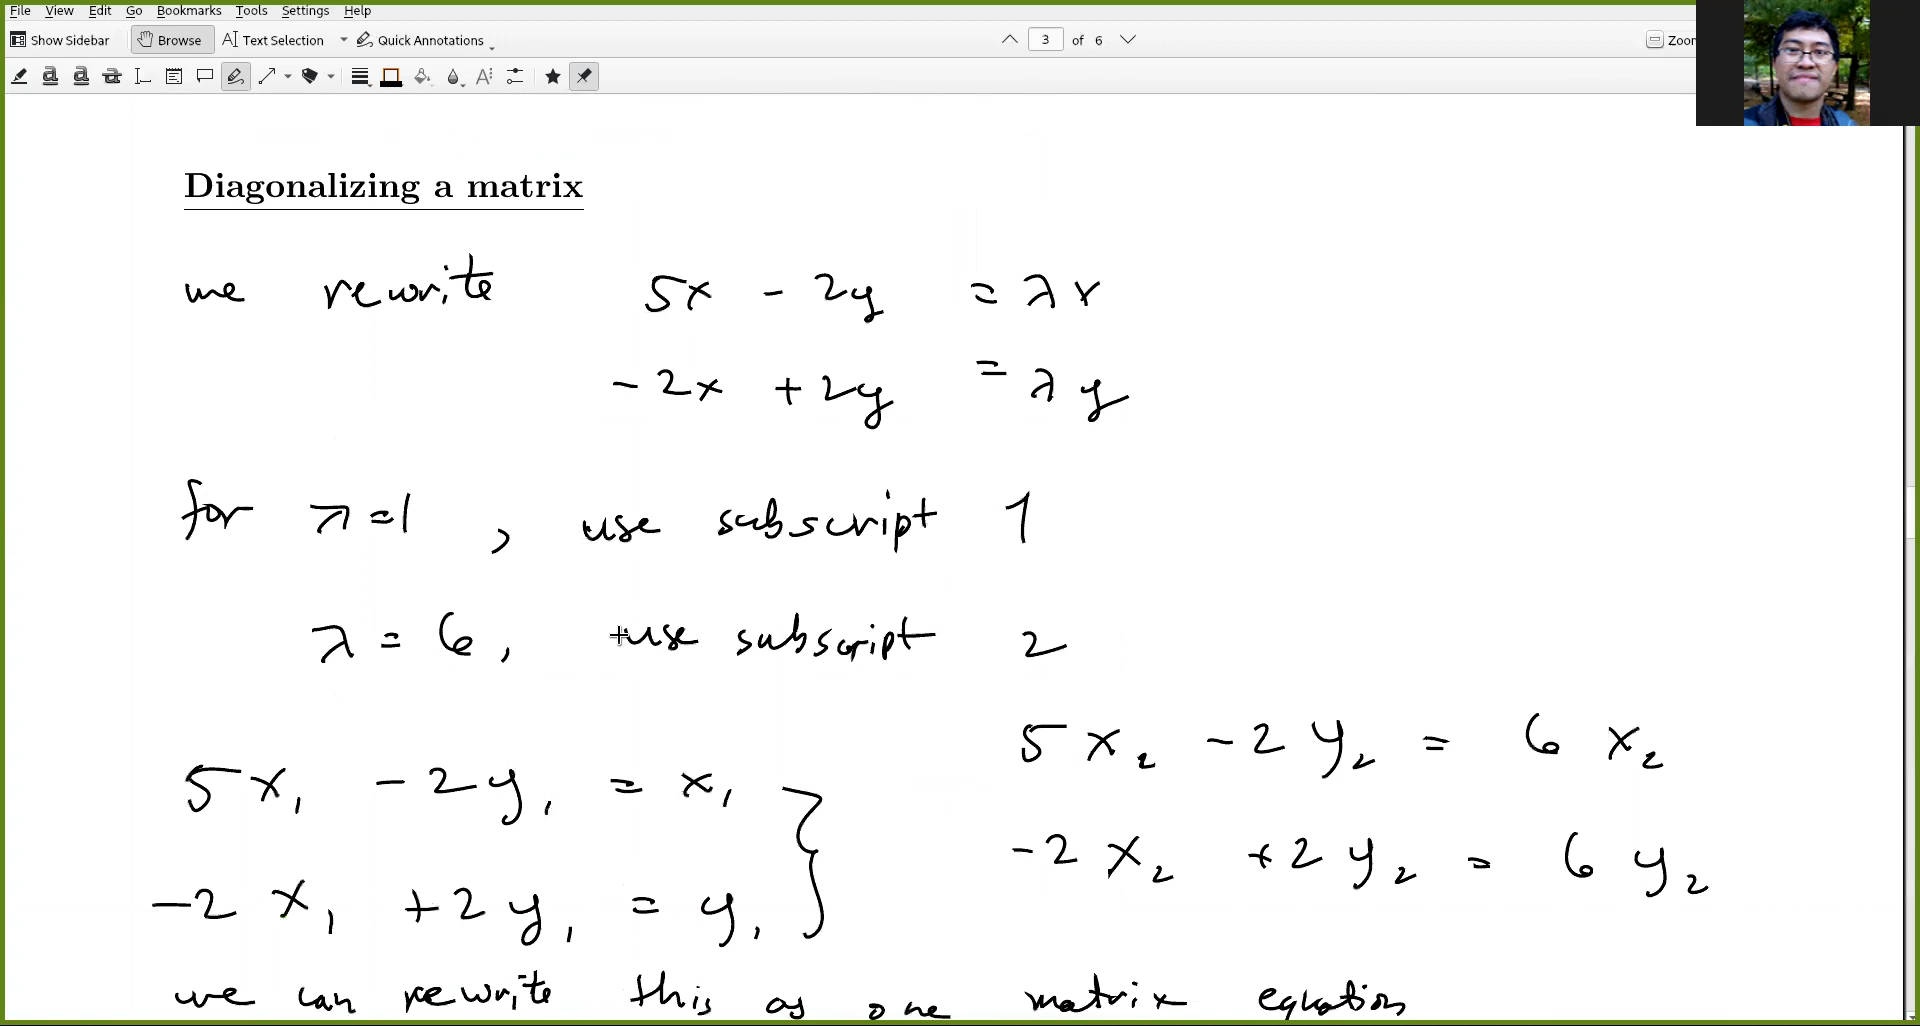 File View Edit Go Bookmarks Tools Settings Help
Show Sidebar Browse Text Selection Quick Annotations 3 of 6
Diagonalizing a matrix
we rewrite 5x - 2y = λx
-2x + 2y = λy
for λ=1, use subscript 1
λ = 6, use subscript 2
5x₂ - 2y₂ = 6x₂
5x₁ - 2y₁ = x₁ }
-2x₂ + 2y₂ = 6y₂
-2x₁ + 2y₁ = y₁
we can rewrite this as one matrix equation